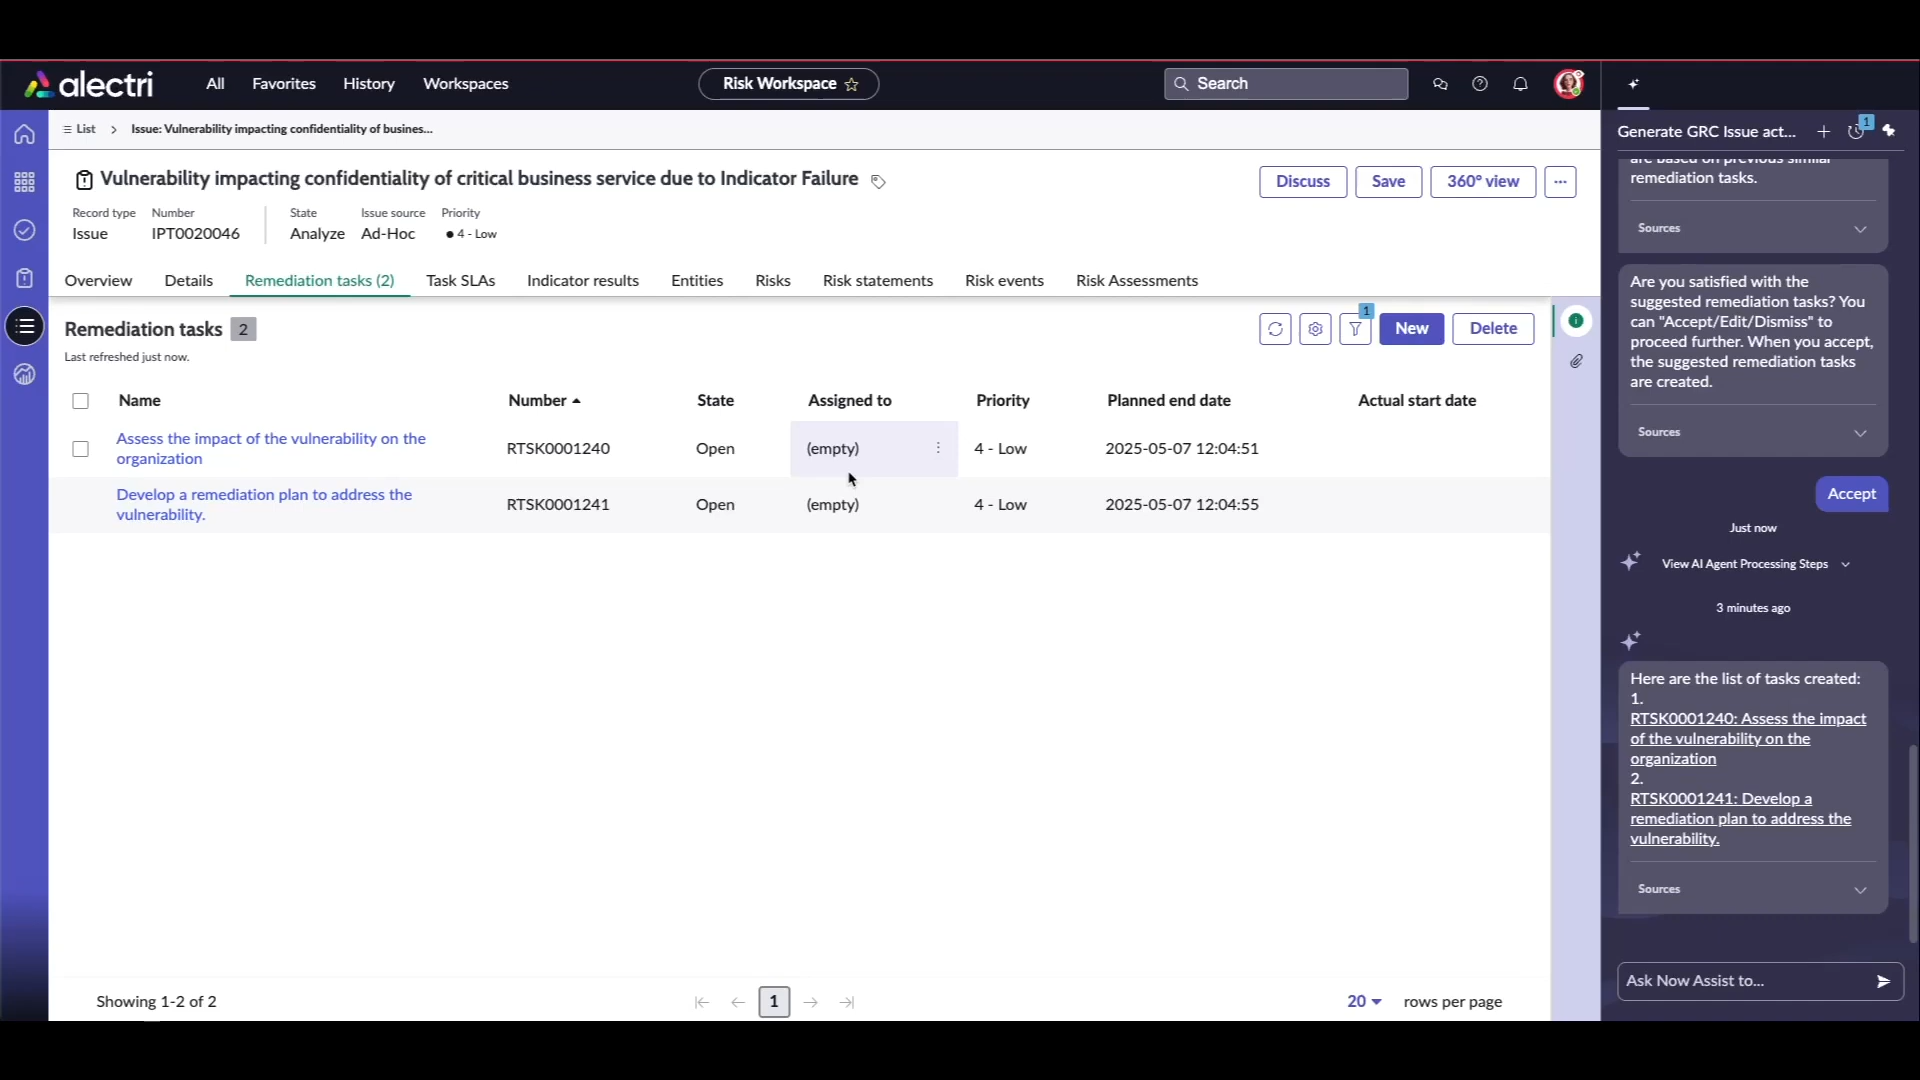 alectri
All
Favorites
History
Workspaces
Risk Workspace
Search
List
Issue: Vulnerability impacting confidentiality of busines...
Vulnerability impacting confidentiality of critical business service due to Indicator Failure
Discuss
Save
360° view
Record type
Number
State
Issue source
Priority
Issue
IPT0020046
Analyze
Ad-Hoc
4 - Low
Overview
Details
Remediation tasks (2)
Task SLAs
Indicator results
Entities
Risks
Risk statements
Risk events
Risk Assessments
Remediation tasks 2
Last refreshed just now.
1
New
Delete
Name
Number
State
Assigned to
Priority
Planned end date
Actual start date
Assess the impact of the vulnerability on the
organization
RTSK0001240
Open
(empty)
4 - Low
2025-05-07 12:04:51
Develop a remediation plan to address the
vulnerability.
RTSK0001241
Open
(empty)
4 - Low
2025-05-07 12:04:55
Showing 1-2 of 2
1
20
rows per page
Generate GRC Issue act...
1
are based on previous similar
remediation tasks.
Sources
Are you satisfied with the
suggested remediation tasks? You
can "Accept/Edit/Dismiss" to
proceed further. When you accept,
the suggested remediation tasks
are created.
Sources
Accept
Just now
View AI Agent Processing Steps
3 minutes ago
Here are the list of tasks created:
1.
RTSK0001240: Assess the impact
of the vulnerability on the
organization
2.
RTSK0001241: Develop a
remediation plan to address the
vulnerability.
Sources
Ask Now Assist to...